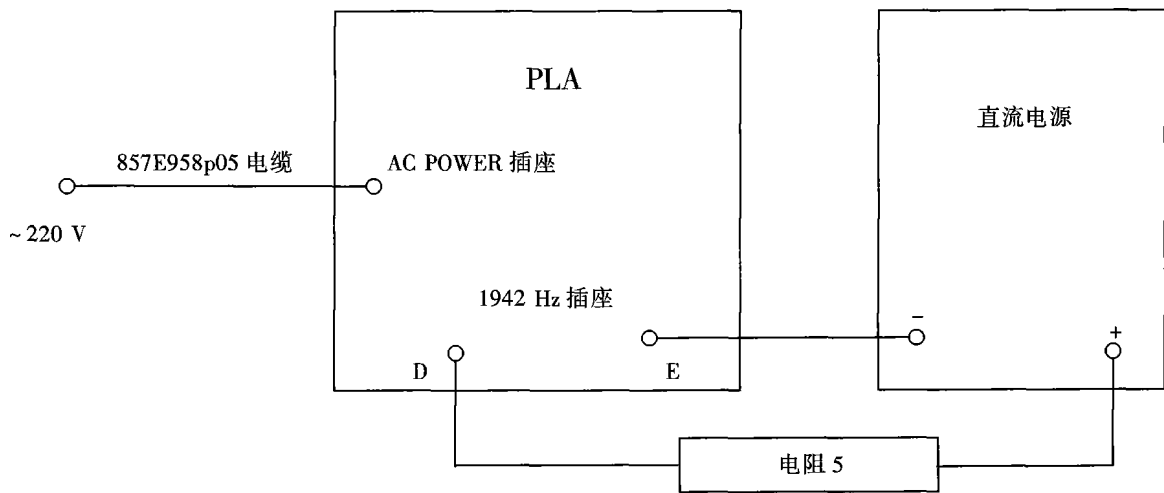 PLA
直流电源
857E958p05 电缆
AC POWER 插座
~220 V
1942 Hz 插座
−
+
D
E
电阻 5